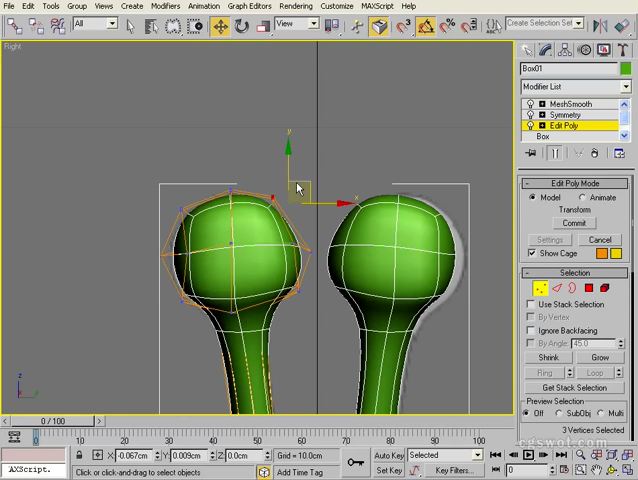 File Edit Tools Group Views Create Modifiers Animation Graph Editors Rendering Customize MAXScript Help
All
View
Create Selection Set
Right
y
x
z
x
Box01
Modifier List
MeshSmooth
Symmetry
Edit Poly
Box
Edit Poly Mode
Model Animate
Transform
Commit
Settings Cancel
Show Cage
Selection
Use Stack Selection
By Vertex
Ignore Backfacing
By Angle: 45.0
Shrink Grow
Ring Loop
Get Stack Selection
Preview Selection
Off SubObj Multi
3 Vertices Selected
cgswot.com
0 / 100
0 10 20 30 40 50 60 70 80 90 100
X: -0.067cm Y: 0.009cm Z: 0.0cm Grid = 10.0cm Auto Key Selected
AXScript. Click or click-and-drag to select objects Add Time Tag Set Key Key Filters... 0